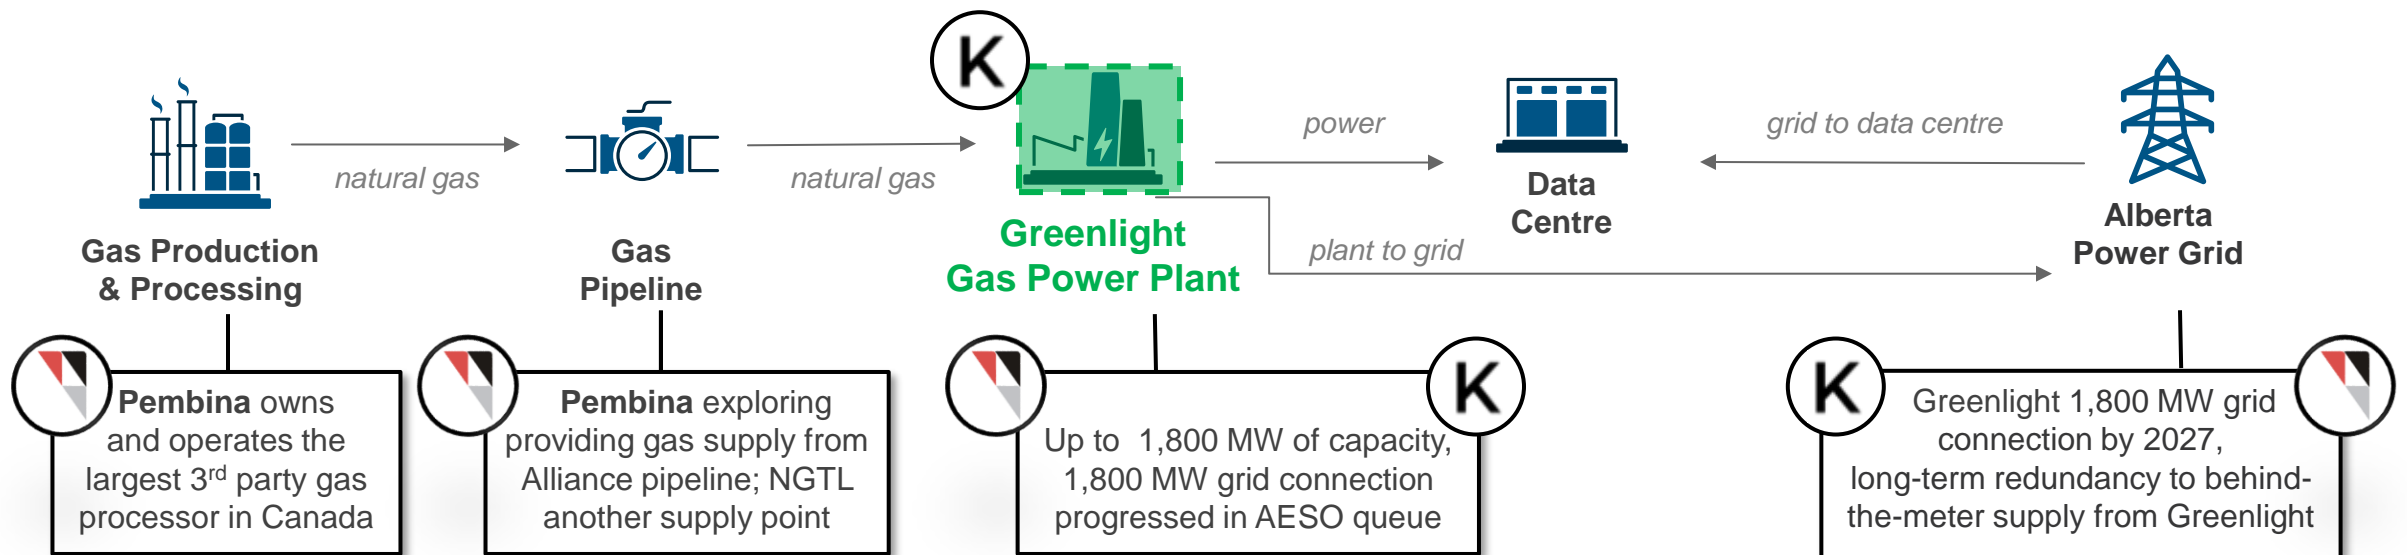 K
natural gas
natural gas
power
grid to data centre
plant to grid
Gas Production
& Processing
Gas
Pipeline
Greenlight
Gas Power Plant
Data
Centre
Alberta
Power Grid
Pembina owns
and operates the
largest 3rd party gas
processor in Canada
Pembina exploring
providing gas supply from
Alliance pipeline; NGTL
another supply point
K
Up to 1,800 MW of capacity,
1,800 MW grid connection
progressed in AESO queue
K
Greenlight 1,800 MW grid
connection by 2027,
long-term redundancy to behind-
the-meter supply from Greenlight